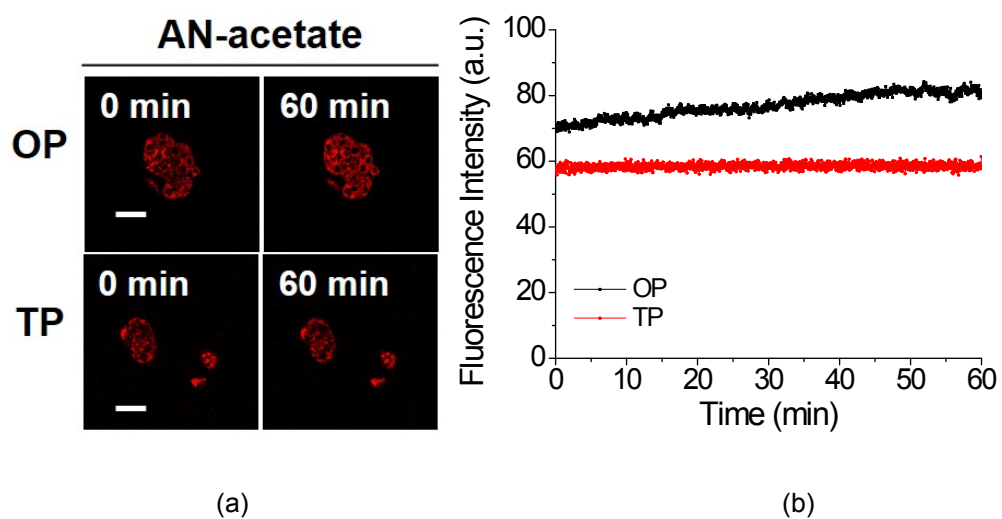 AN-acetate
OP
0 min
60 min
TP
0 min
60 min
(a)
Fluorescence Intensity (a.u.)
100
80
60
40
20
0
OP
TP
0 10 20 30 40 50 60
Time (min)
(b)